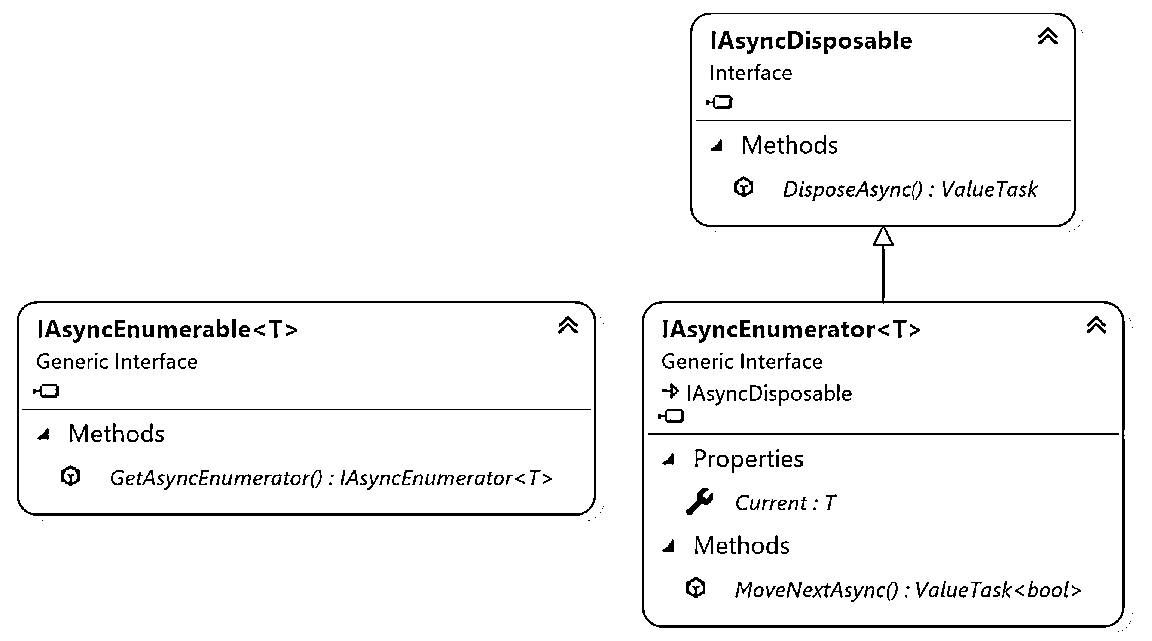 IAsyncDisposable
Interface
Methods
DisposeAsync() : ValueTask
IAsyncEnumerable<T>
Generic Interface
Methods
GetAsyncEnumerator() : IAsyncEnumerator<T>
IAsyncEnumerator<T>
Generic Interface
IAsyncDisposable
Properties
Current : T
Methods
MoveNextAsync() : ValueTask<bool>